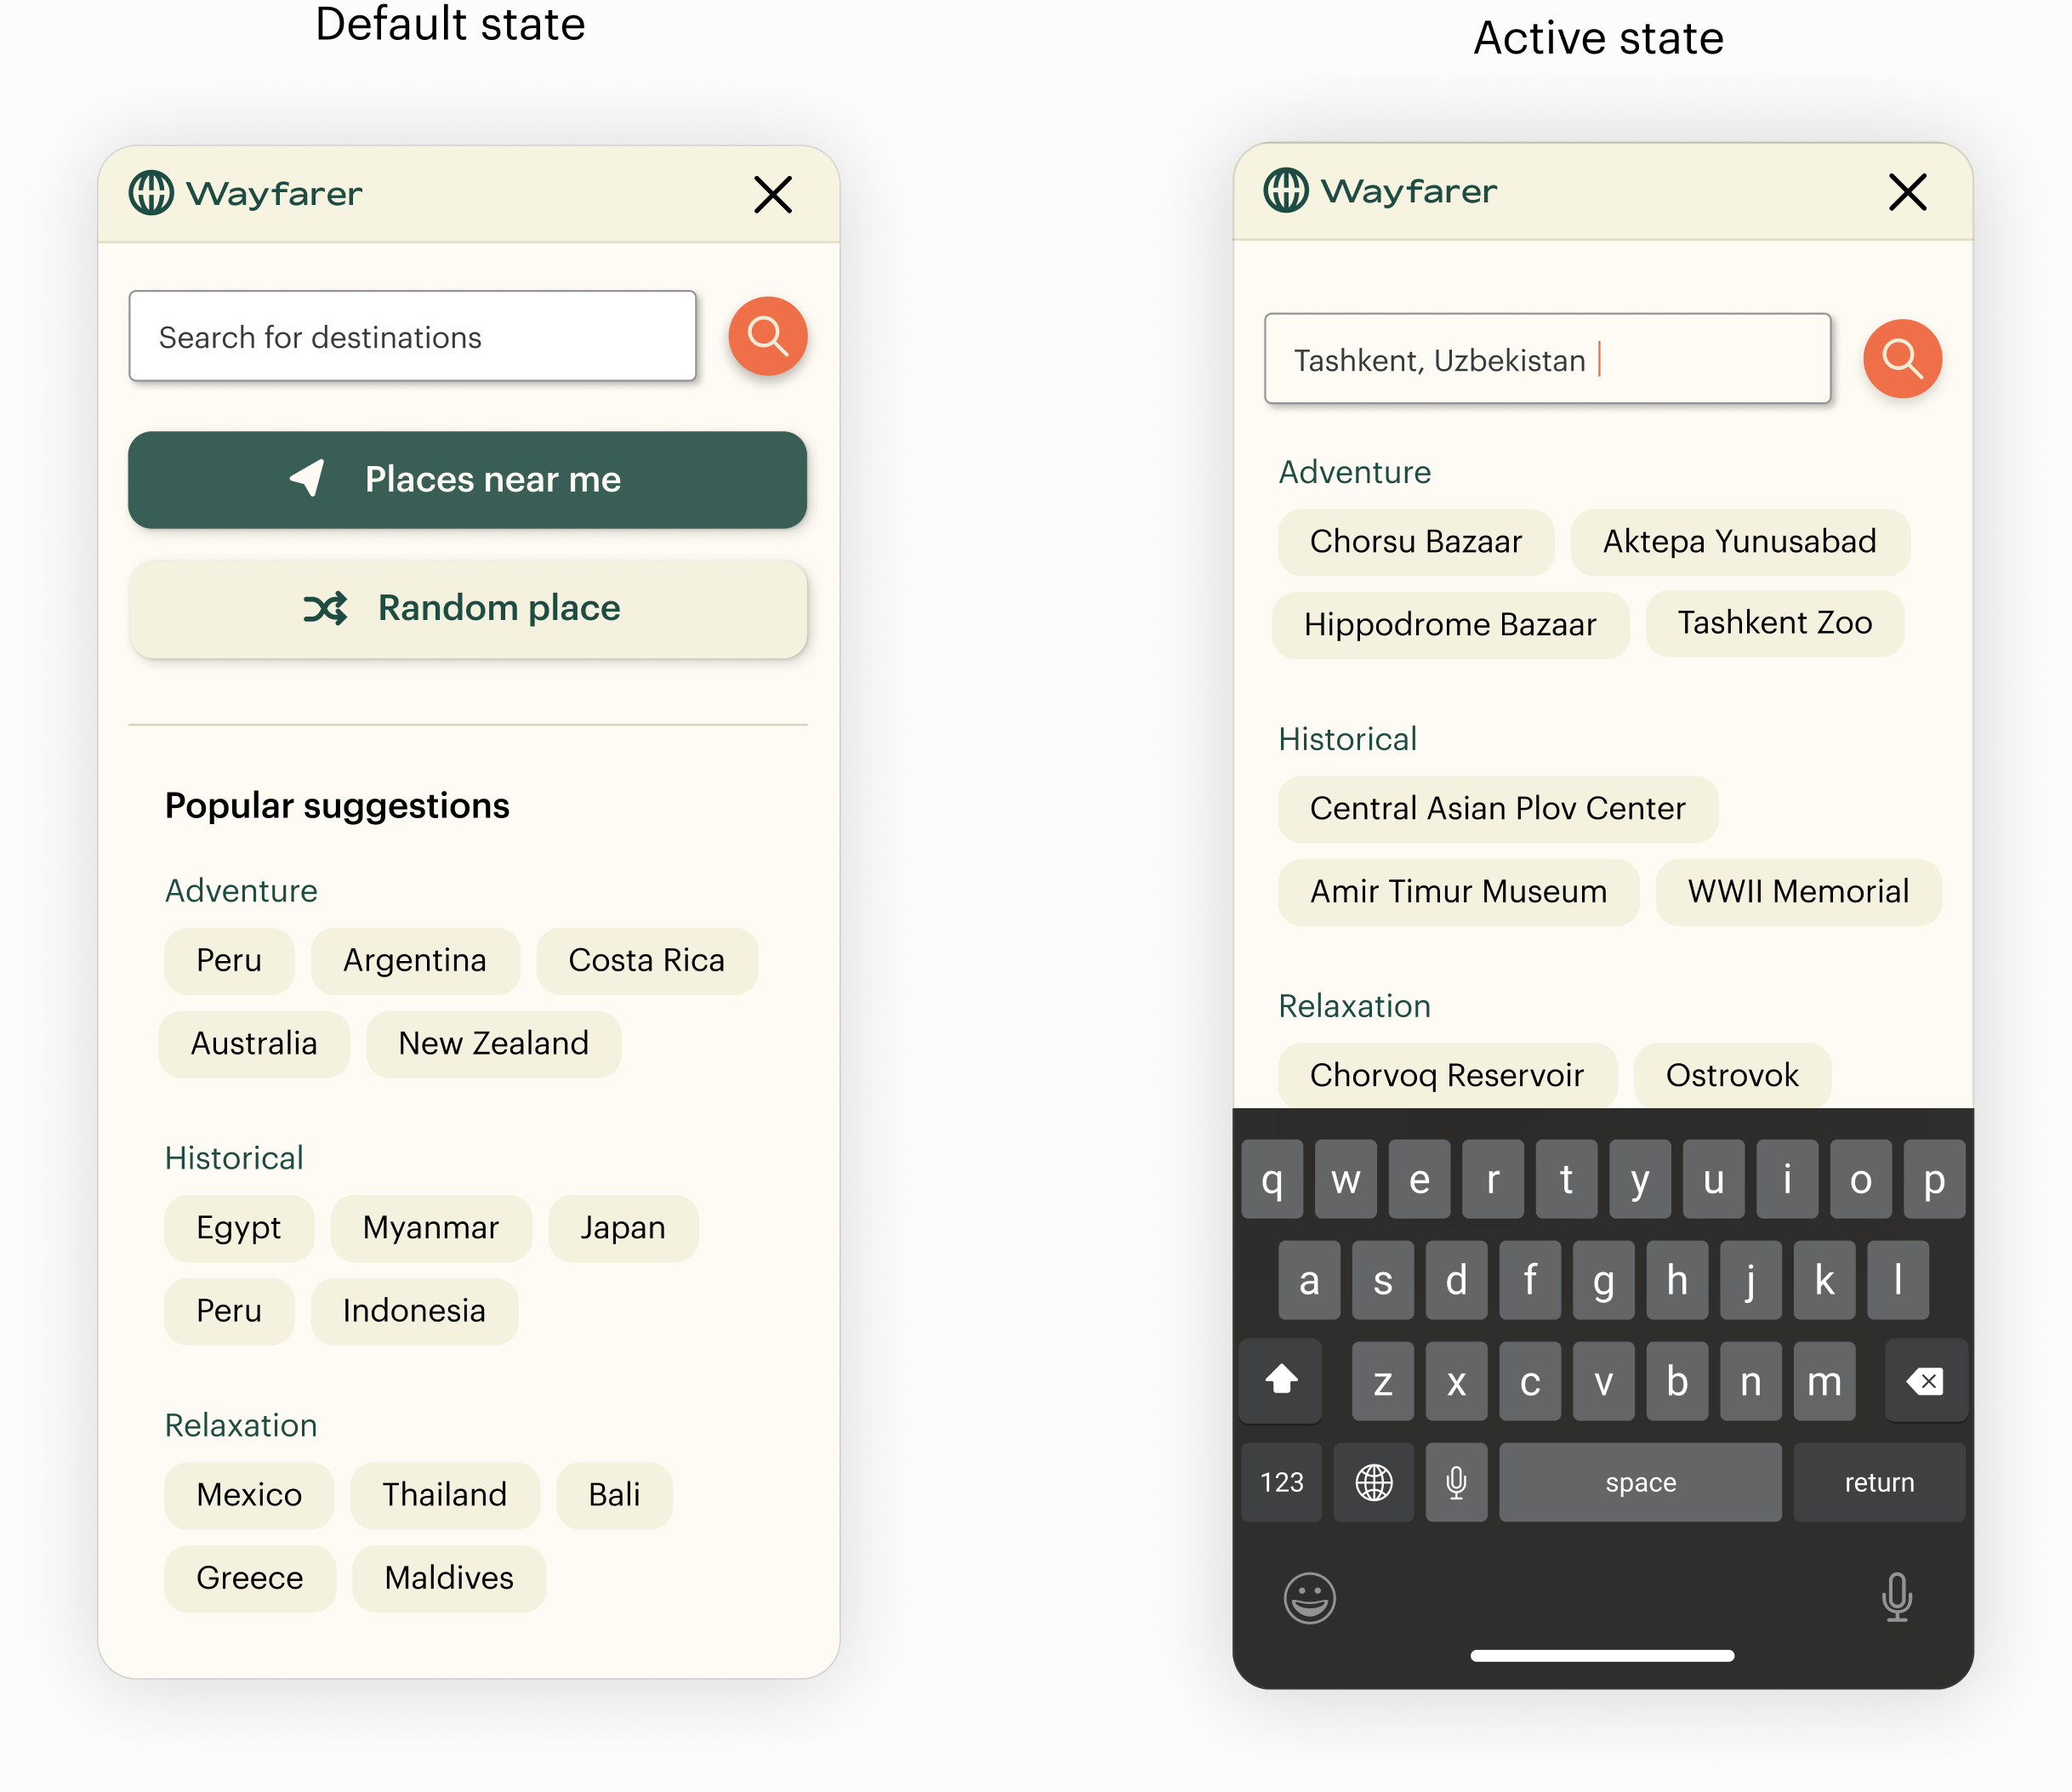 Default state
Wayfarer
Search for destinations
Places near me
Random place
Popular suggestions
Adventure
Peru Argentina Costa Rica
Australia New Zealand
Historical
Egypt Myanmar Japan
Peru Indonesia
Relaxation
Mexico Thailand Bali
Greece Maldives
Active state
Wayfarer
Tashkent, Uzbekistan
Adventure
Chorsu Bazaar Aktepa Yunusabad
Hippodrome Bazaar Tashkent Zoo
Historical
Central Asian Plov Center
Amir Timur Museum WWII Memorial
Relaxation
Chorvoq Reservoir Ostrovok
q w e r t y u i o p
a s d f g h j k l
z x c v b n m
123 space return